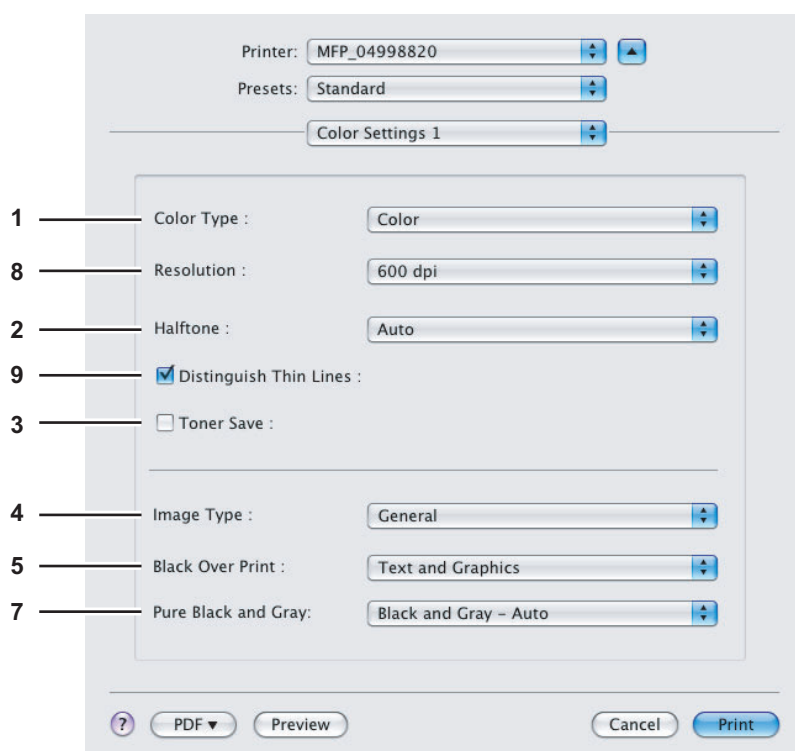 Printer: MFP_04998820
Presets: Standard
Color Settings 1
1 Color Type : Color
8 Resolution : 600 dpi
2 Halftone : Auto
9 Distinguish Thin Lines :
3 Toner Save :
4 Image Type : General
5 Black Over Print : Text and Graphics
7 Pure Black and Gray: Black and Gray – Auto
? PDF ▼ Preview Cancel Print